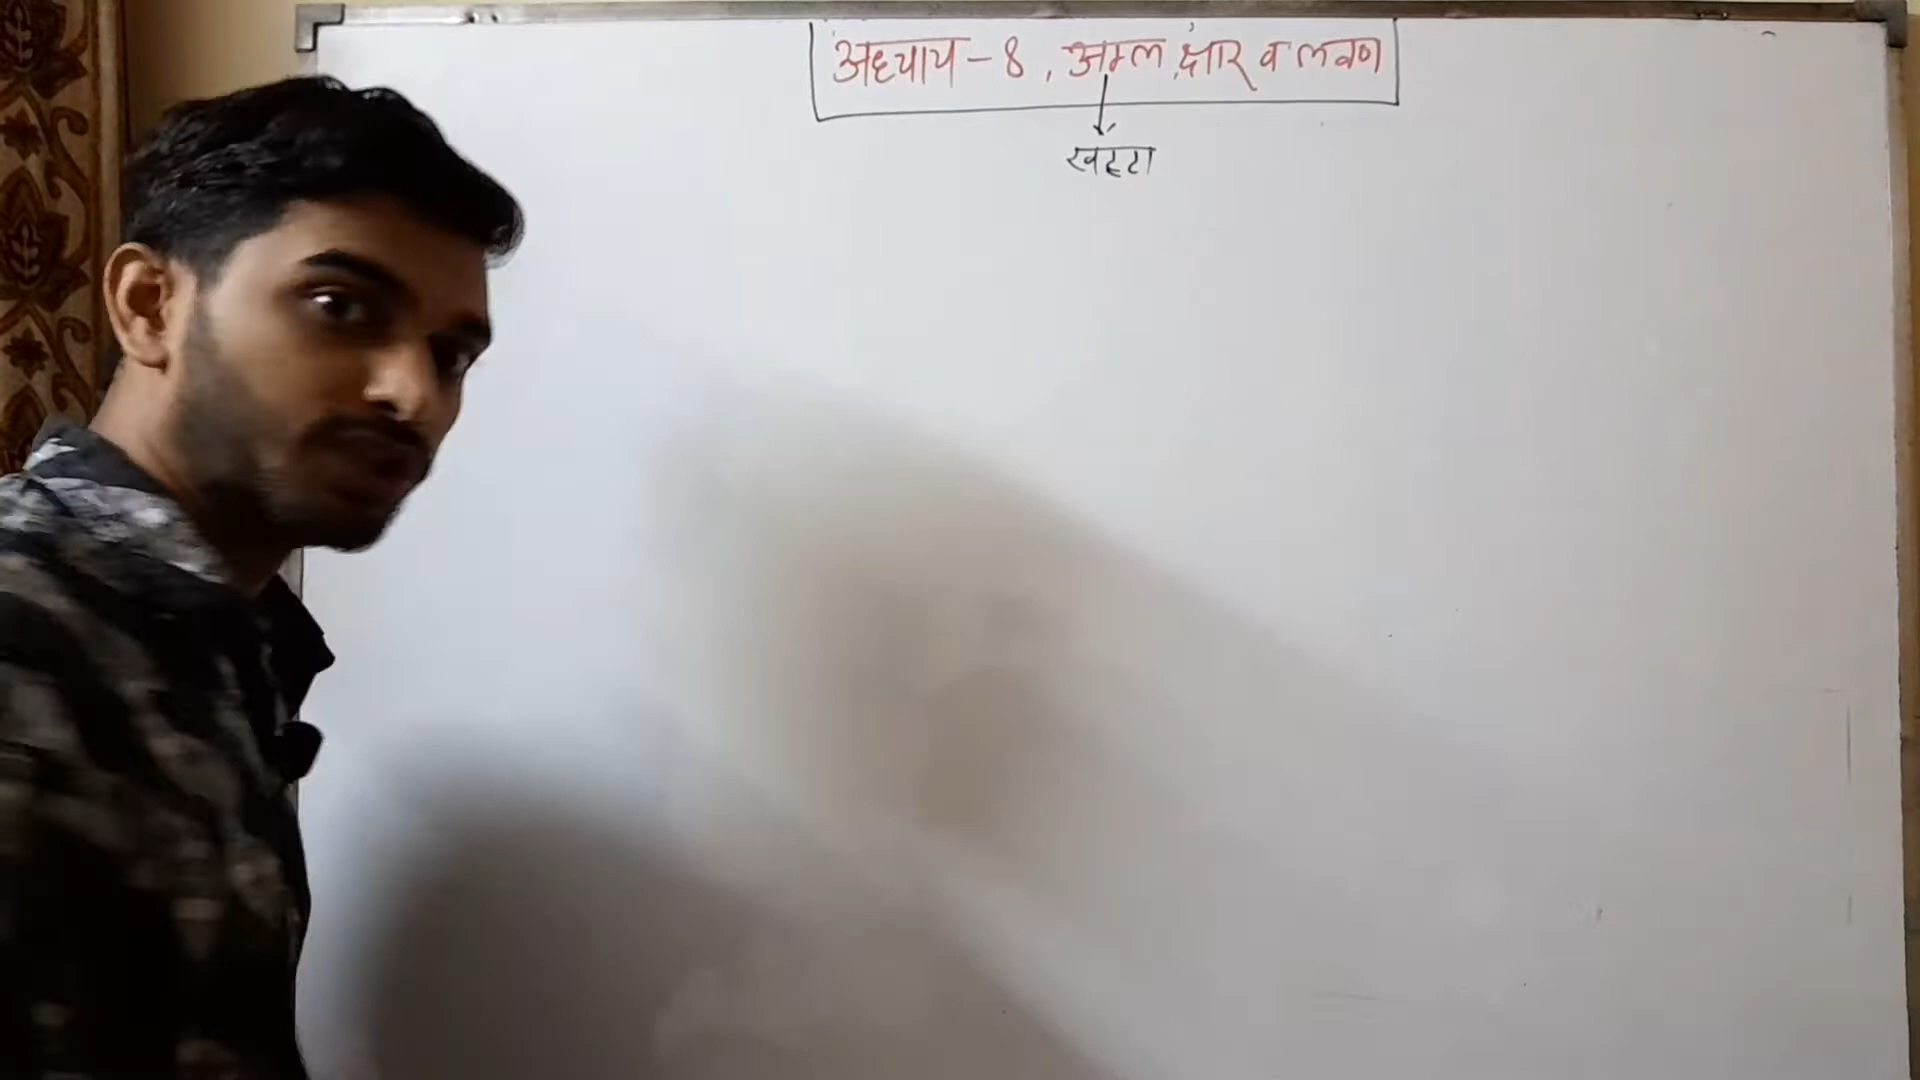 अध्याय - 8, अम्ल, क्षार व लवण
खट्टा